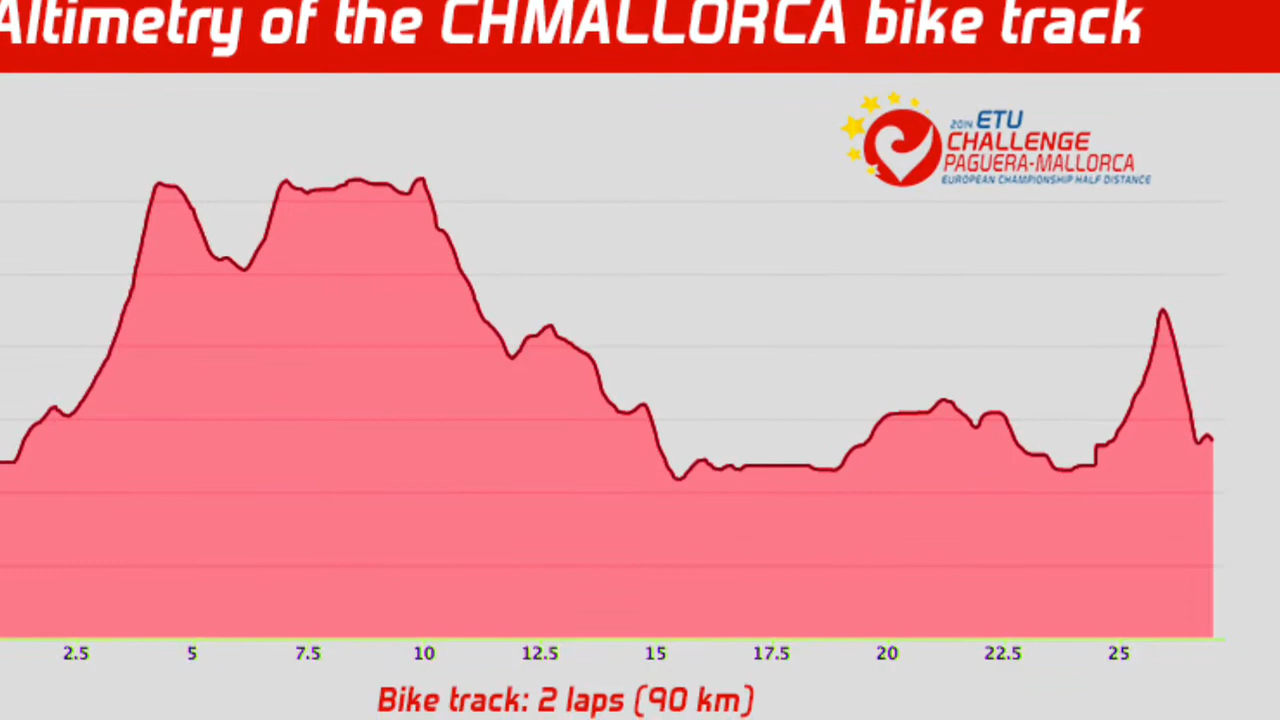 Altimetry of the CHMALLORCA bike track
2014 ETU
CHALLENGE
PAGUERA-MALLORCA
EUROPEAN CHAMPIONSHIP HALF DISTANCE
2.5 5 7.5 10 12.5 15 17.5 20 22.5 25
Bike track: 2 laps (90 km)